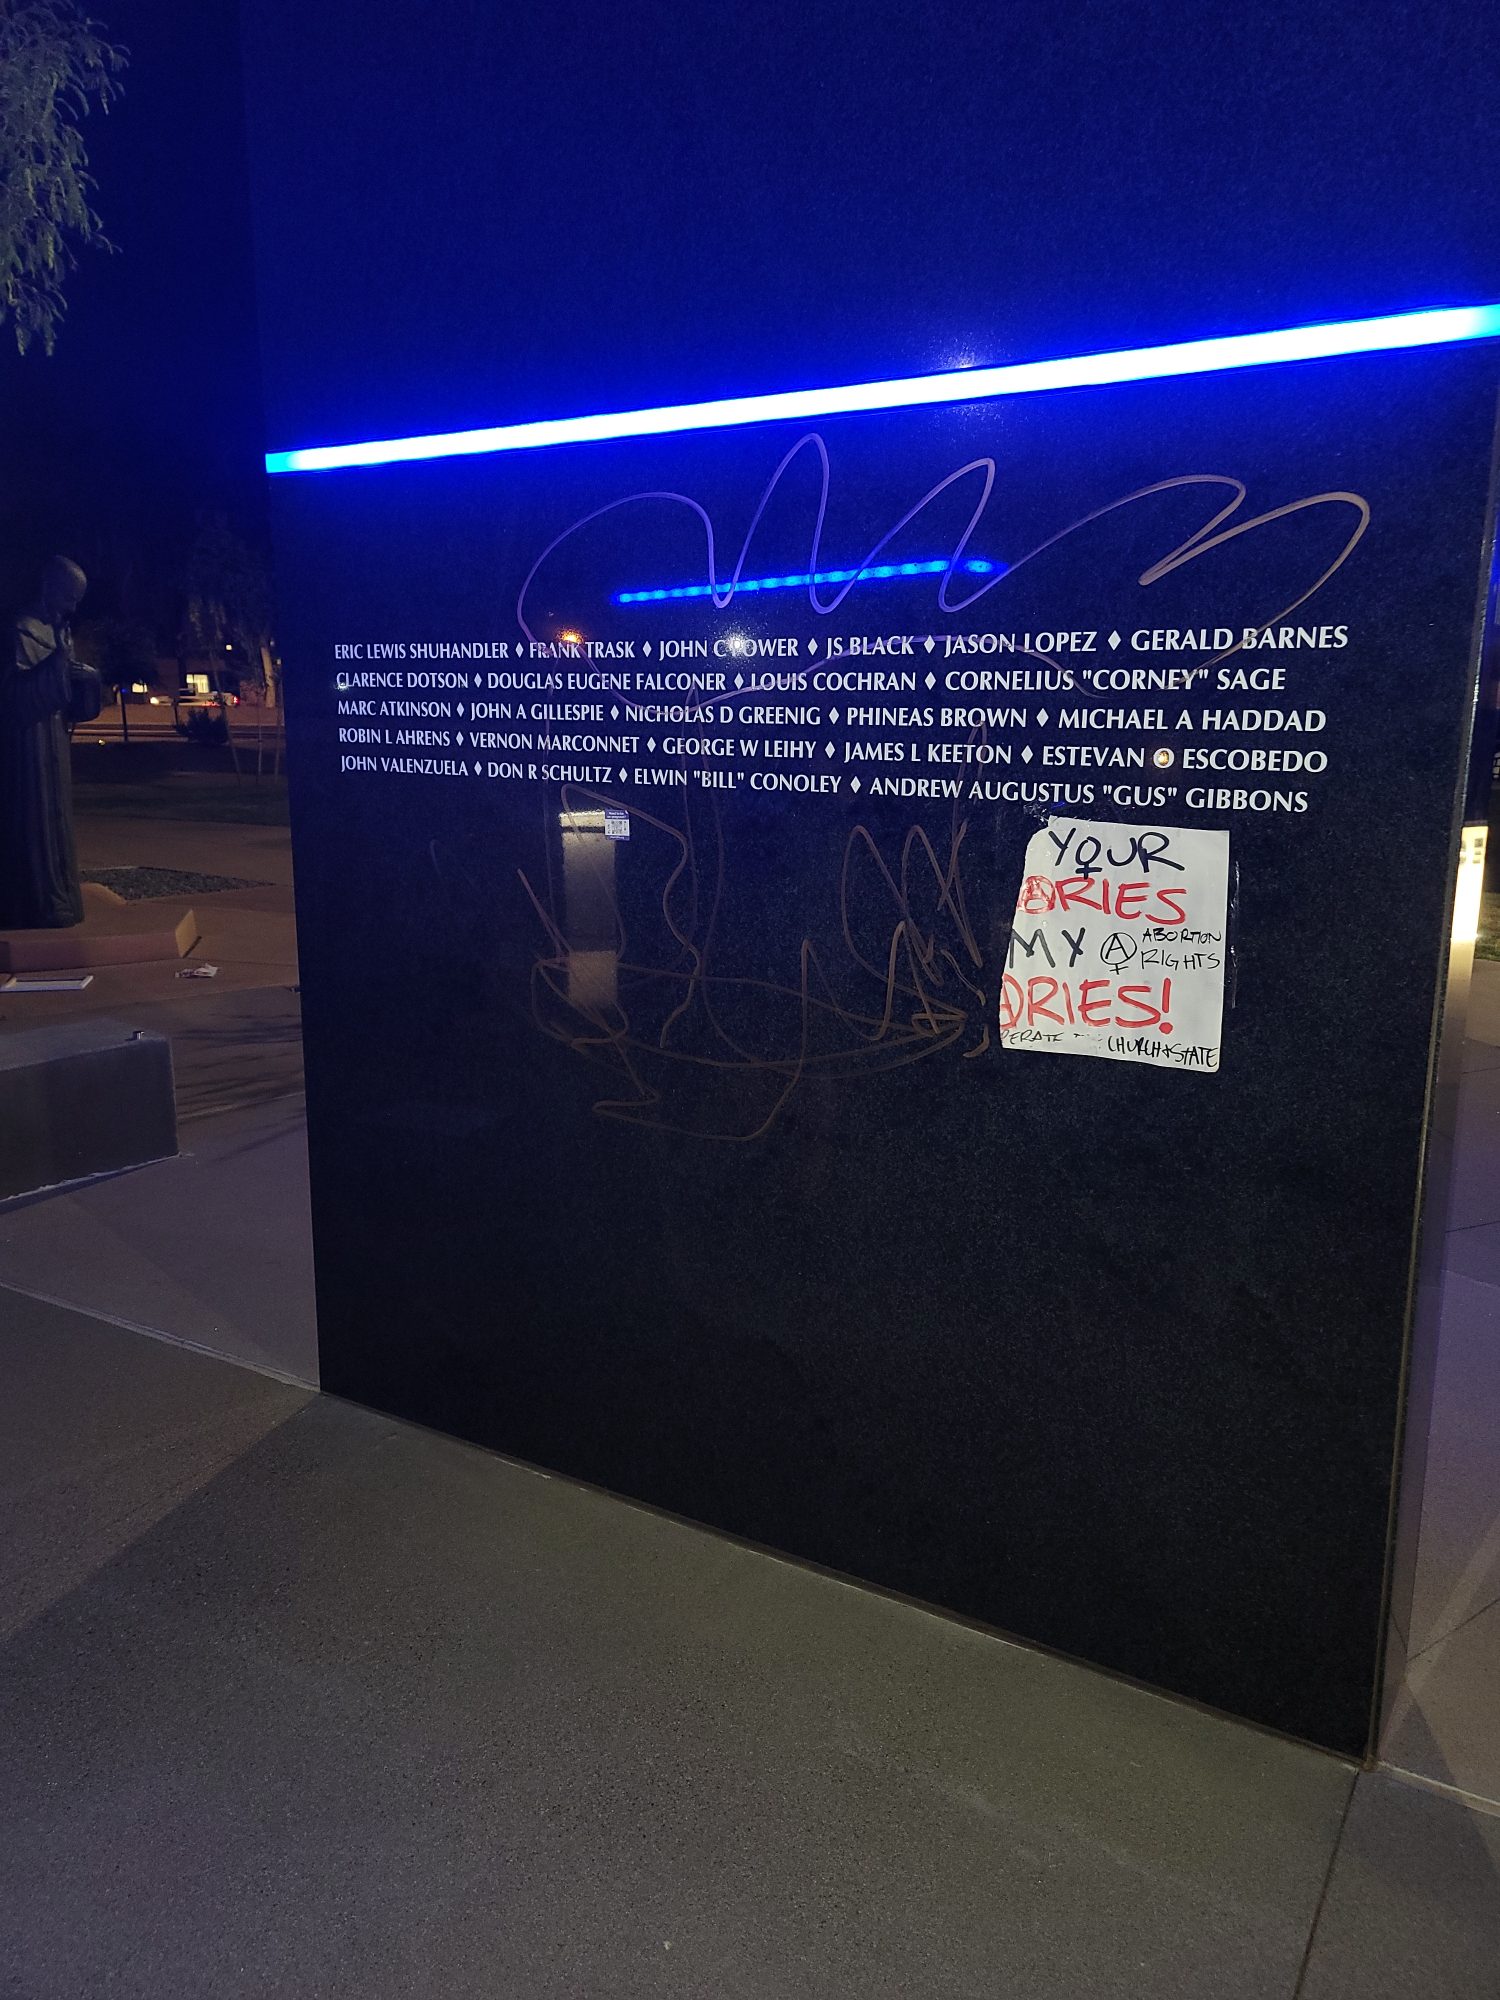 ERIC LEWIS SHUHANDLER ♦ FRANK TRASK ♦ JOHN C POWER ♦ JS BLACK ♦ JASON LOPEZ ♦ GERALD BARNES
CLARENCE DOTSON ♦ DOUGLAS EUGENE FALCONER ♦ LOUIS COCHRAN ♦ CORNELIUS "CORNEY" SAGE
MARC ATKINSON ♦ JOHN A GILLESPIE ♦ NICHOLAS D GREENIG ♦ PHINEAS BROWN ♦ MICHAEL A HADDAD
ROBIN L AHRENS ♦ VERNON MARCONNET ♦ GEORGE W LEIHY ♦ JAMES L KEETON ♦ ESTEVAN ESCOBEDO
JOHN VALENZUELA ♦ DON R SCHULTZ ♦ ELWIN "BILL" CONOLEY ♦ ANDREW AUGUSTUS "GUS" GIBBONS
YOUR
ARIES
MY
A ABORTION
RIGHTS
ARIES!
CHURCH & STATE